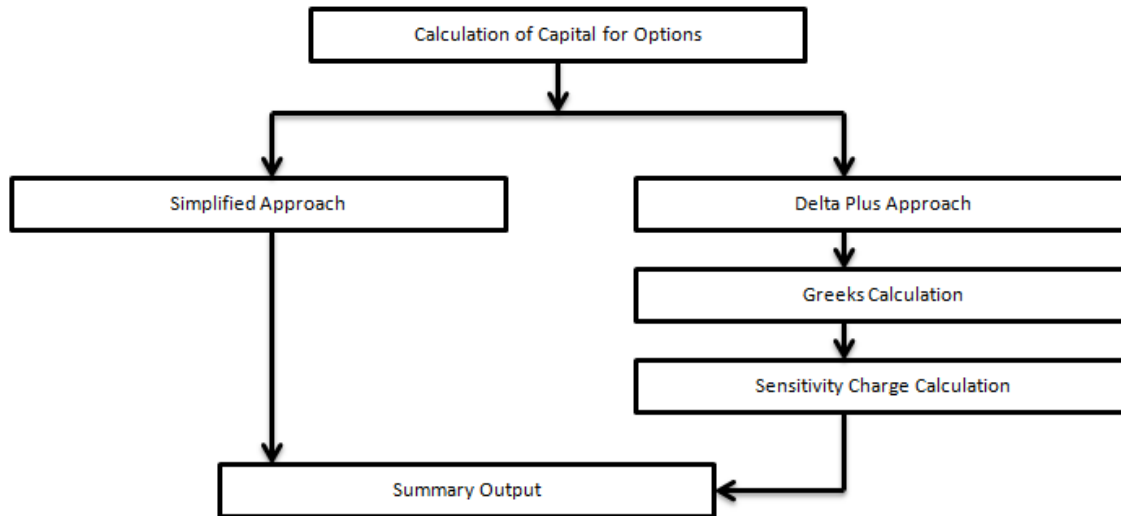 Calculation of Capital for Options
Simplified Approach
Delta Plus Approach
Greeks Calculation
Sensitivity Charge Calculation
Summary Output